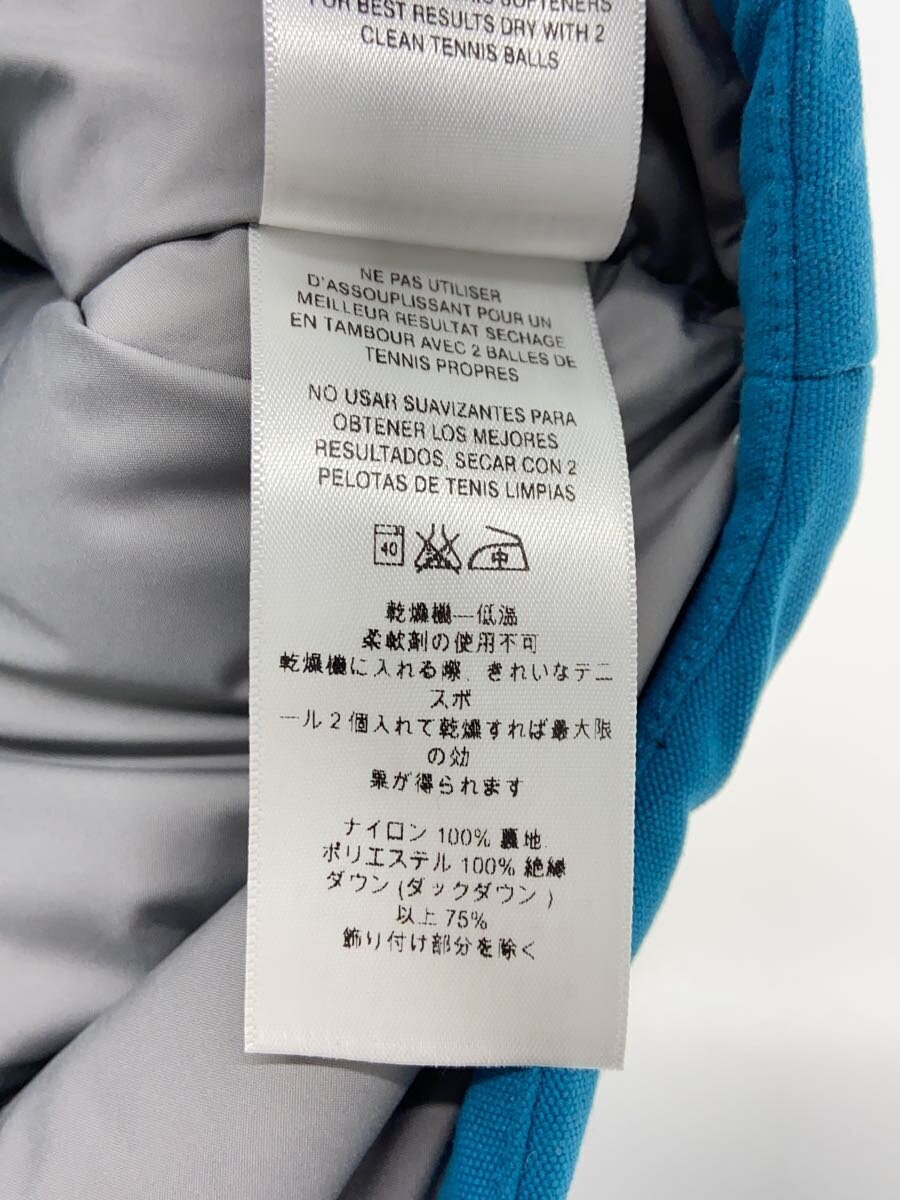 SOFTENERS
FOR BEST RESULTS DRY WITH 2
CLEAN TENNIS BALLS
NE PAS UTILISER
D'ASSOUPLISSANT POUR UN
MEILLEUR RESULTAT SECHAGE
EN TAMBOUR AVEC 2 BALLES DE
TENNIS PROPRES
NO USAR SUAVIZANTES PARA
OBTENER LOS MEJORES
RESULTADOS, SECAR CON 2
PELOTAS DE TENIS LIMPIAS
40 中
乾燥機―低温
柔軟剤の使用不可
乾燥機に入れる際、きれいなテニ
スボ
ール2個入れて乾燥すれば最大限
の効
果が得られます
ナイロン 100% 裏地
ポリエステル 100% 絶縁
ダウン (ダックダウン )
以上 75%
飾り付け部分を除く